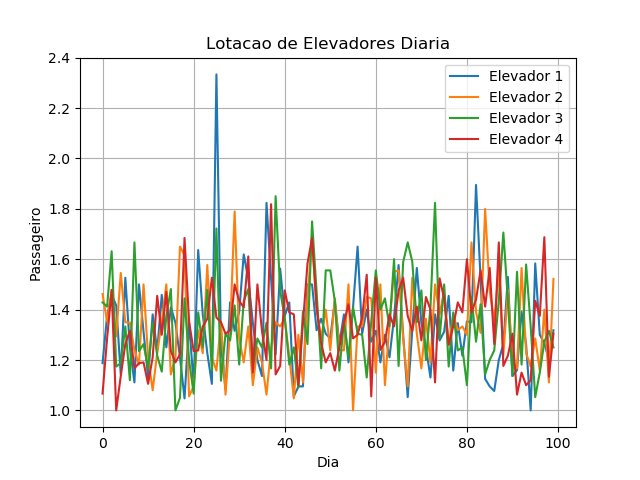 Lotacao de Elevadores Diaria
2.4
2.2
2.0
1.8
1.6
1.4
1.2
1.0
Passageiro
Elevador 1
Elevador 2
Elevador 3
Elevador 4
0 20 40 60 80 100
Dia